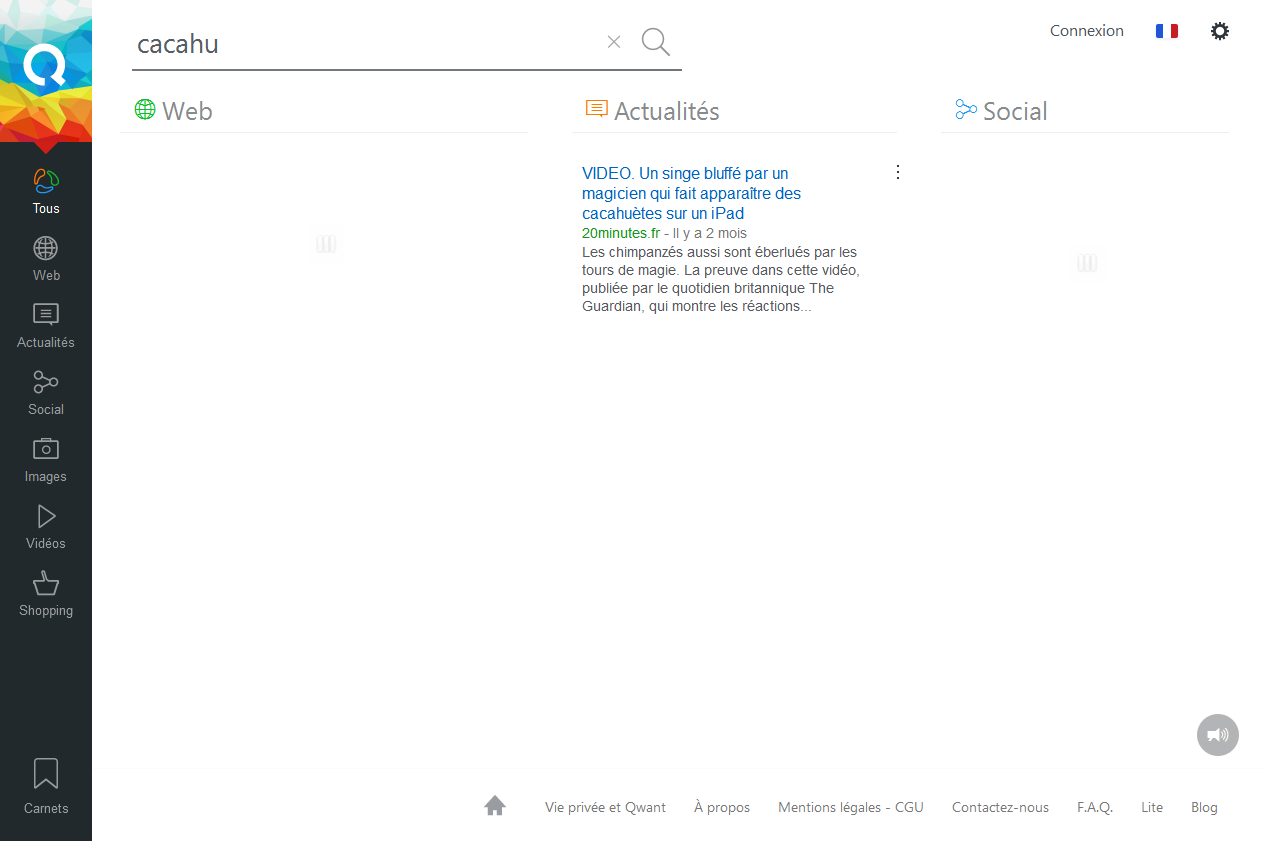 cacahu
Connexion
Web
Actualités
Social
VIDEO. Un singe bluffé par un
magicien qui fait apparaître des
cacahuètes sur un iPad
20minutes.fr - Il y a 2 mois
Les chimpanzés aussi sont éberlués par les
tours de magie. La preuve dans cette vidéo,
publiée par le quotidien britannique The
Guardian, qui montre les réactions...
Tous
Web
Actualités
Social
Images
Vidéos
Shopping
Carnets
Vie privée et Qwant
À propos
Mentions légales - CGU
Contactez-nous
F.A.Q.
Lite
Blog